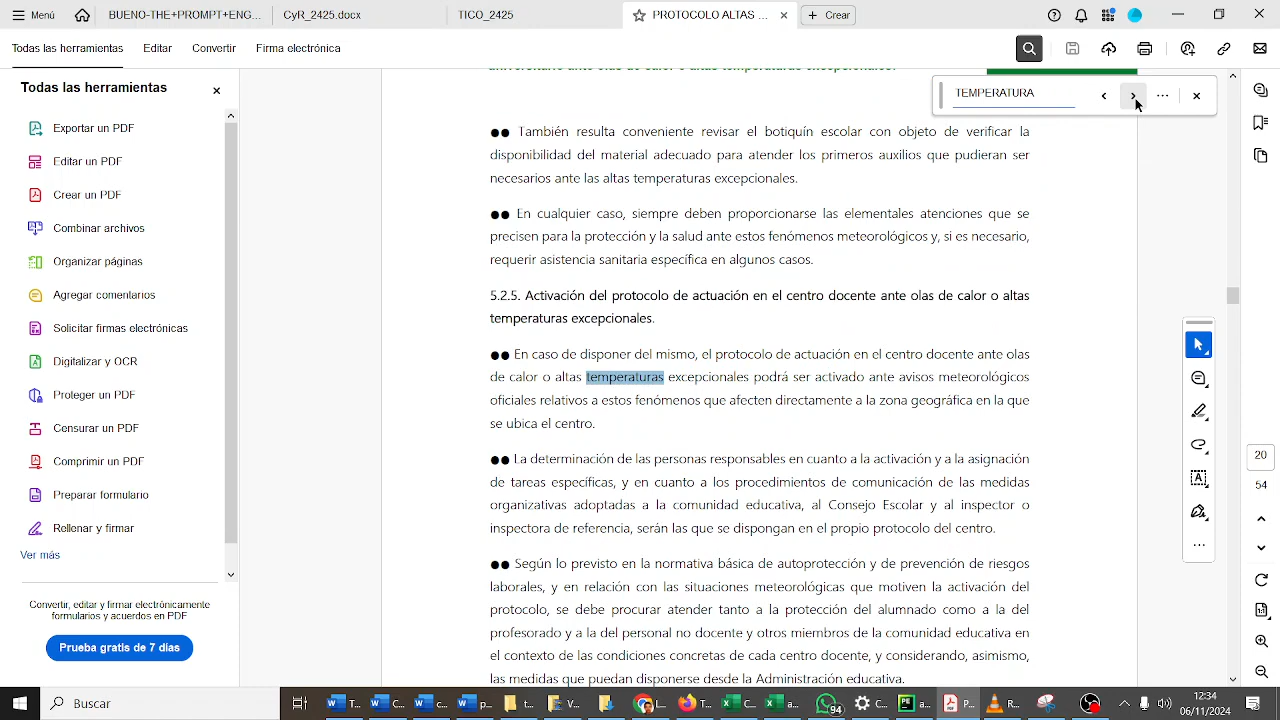 Menú
BUENO-THE+PROMPT+ENG...
CyR_2425.docx
TICO_2425
PROTOCOLO ALTAS ...
Crear
Todas las herramientas
Editar
Convertir
Firma electrónica
Todas las herramientas
Exportar un PDF
Editar un PDF
Crear un PDF
Combinar archivos
Organizar páginas
Agregar comentarios
Solicitar firmas electrónicas
Digitalizar y OCR
Proteger un PDF
Censurar un PDF
Comprimir un PDF
Preparar formulario
Rellenar y firmar
Ver más
Convertir, editar y firmar electrónicamente
formularios y acuerdos en PDF
Prueba gratis de 7 días
TEMPERATURA
universitario ante olas de calor o altas temperaturas excepcionales.
●● También resulta conveniente revisar el botiquín escolar con objeto de verificar la
disponibilidad del material adecuado para atender los primeros auxilios que pudieran ser
necesarios ante las altas temperaturas excepcionales.
●● En cualquier caso, siempre deben proporcionarse las elementales atenciones que se
precisen para la protección y la salud ante estos fenómenos meteorológicos y, si es necesario,
requerir asistencia sanitaria específica en algunos casos.
5.2.5. Activación del protocolo de actuación en el centro docente ante olas de calor o altas
temperaturas excepcionales.
●● En caso de disponer del mismo, el protocolo de actuación en el centro docente ante olas
de calor o altas temperaturas excepcionales podrá ser activado ante avisos meteorológicos
oficiales relativos a estos fenómenos que afecten directamente a la zona geográfica en la que
se ubica el centro.
●● La determinación de las personas responsables en cuanto a la activación y a la asignación
de tareas específicas, y en cuanto a los procedimientos de comunicación de las medidas
organizativas adoptadas a la comunidad educativa, al Consejo Escolar y al inspector o
inspectora de referencia, serán las que se dispongan en el propio protocolo del centro.
●● Según lo previsto en la normativa básica de autoprotección y de prevención de riesgos
laborales, y en relación con las situaciones meteorológicas que motiven la activación del
protocolo, se debe procurar atender tanto a la protección del alumnado como a la del
profesorado y a la del personal no docente y otros miembros de la comunidad educativa en
el contexto de las condiciones concretas de cada centro docente, y considerando, asimismo,
las medidas que puedan disponerse desde la Administración educativa.
20
54
Buscar
T...
C...
C...
p...
t...
V...
L...
T...
C...
a...
94
C...
B...
P...
R...
12:34
06/11/2024